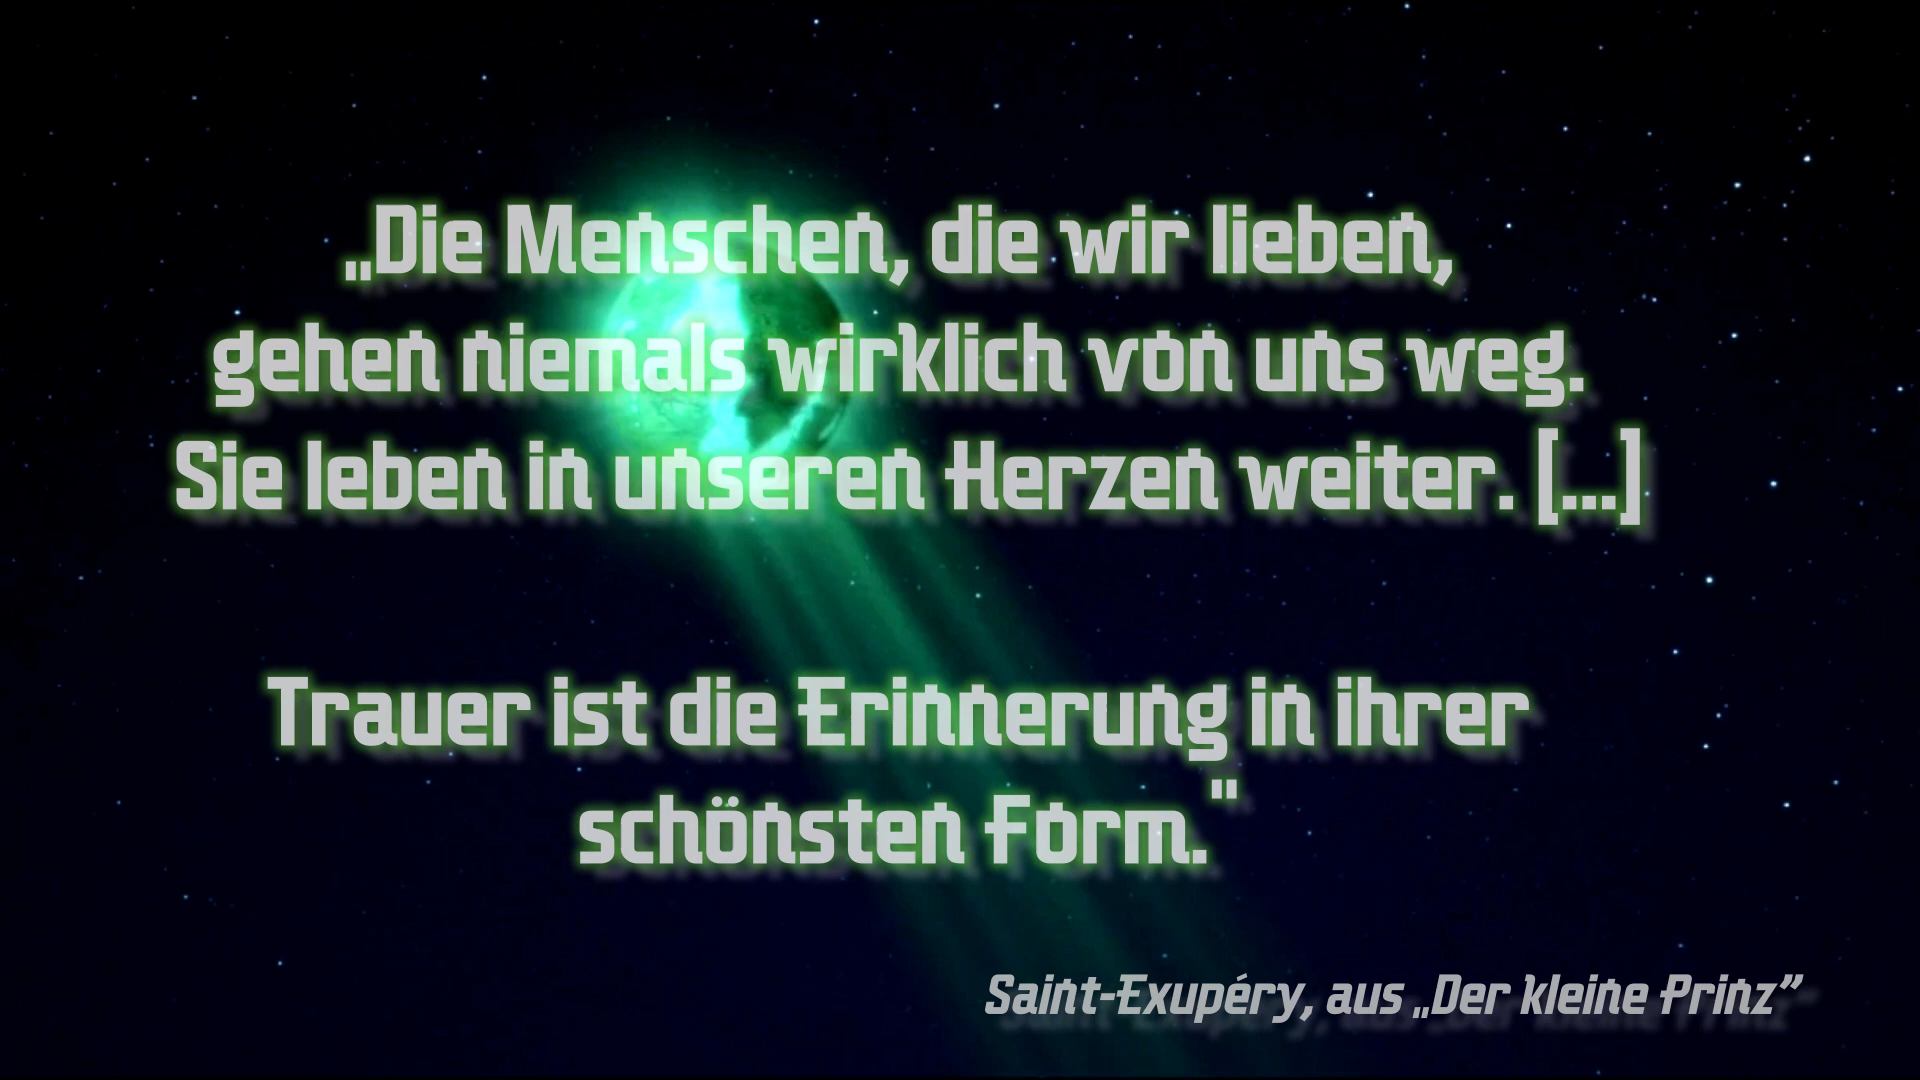 „Die Menschen, die wir lieben,
gehen niemals wirklich von uns weg.
Sie leben in unseren Herzen weiter. [...]
Trauer ist die Erinnerung in ihrer
schönsten Form."
Saint-Exupéry, aus „Der kleine Prinz”